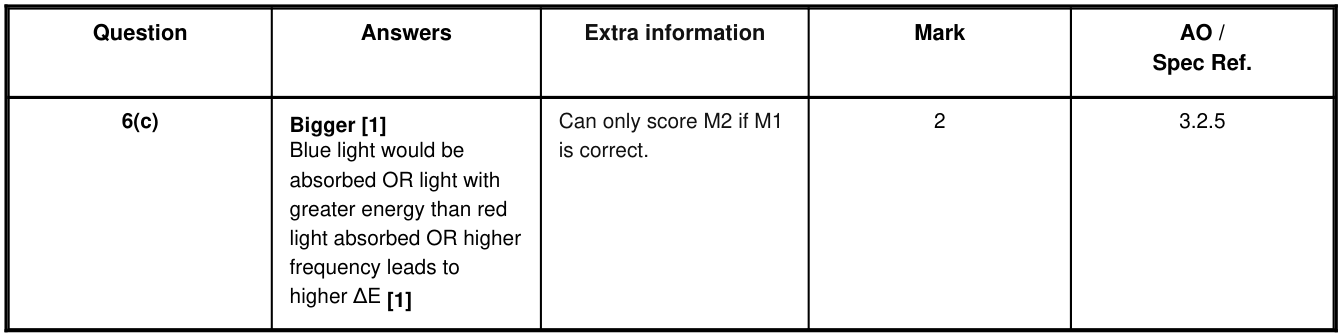 Question Answers Extra information Mark AO /
Spec Ref.
6(c) Bigger [1] Can only score M2 if M1 2 3.2.5
Blue light would be is correct.
absorbed OR light with
greater energy than red
light absorbed OR higher
frequency leads to
higher ΔE [1]